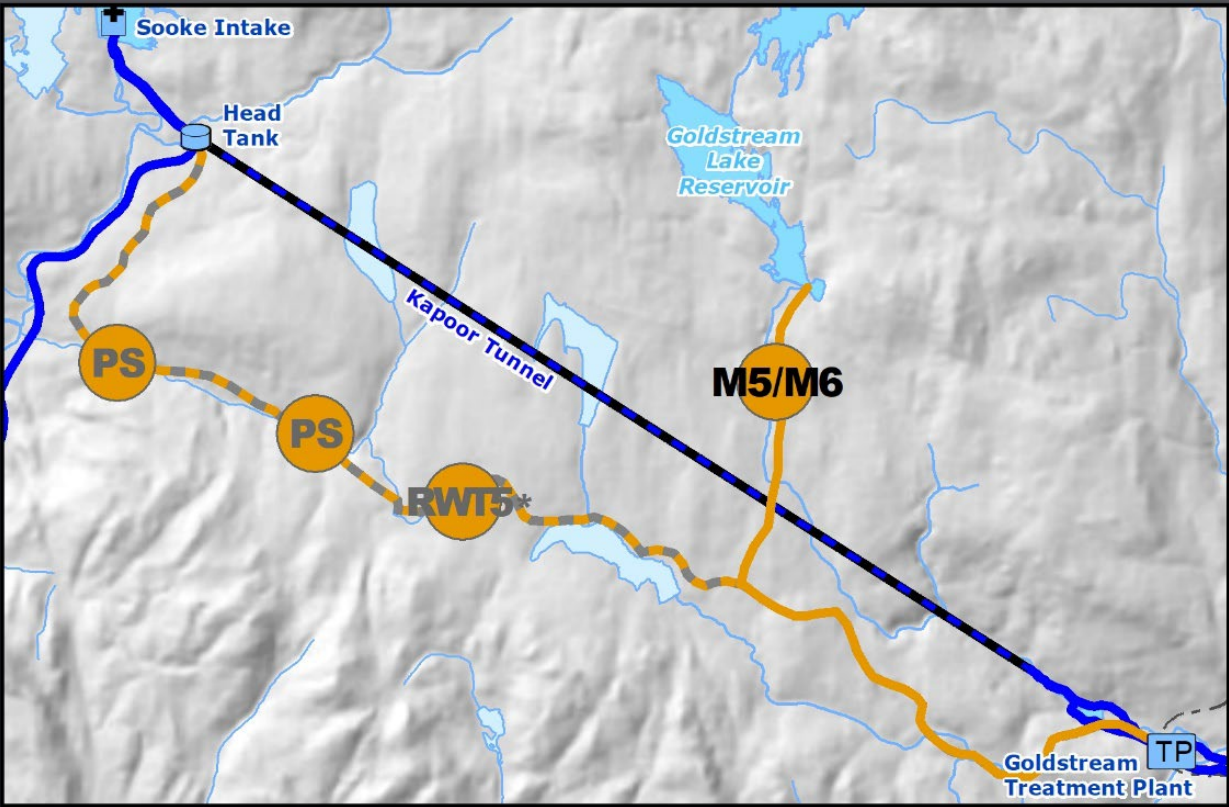 Sooke Intake
Head
Tank
Goldstream
Lake
Reservoir
Kapoor Tunnel
PS
M5/M6
PS
RWT5*
TP
Goldstream
Treatment Plant